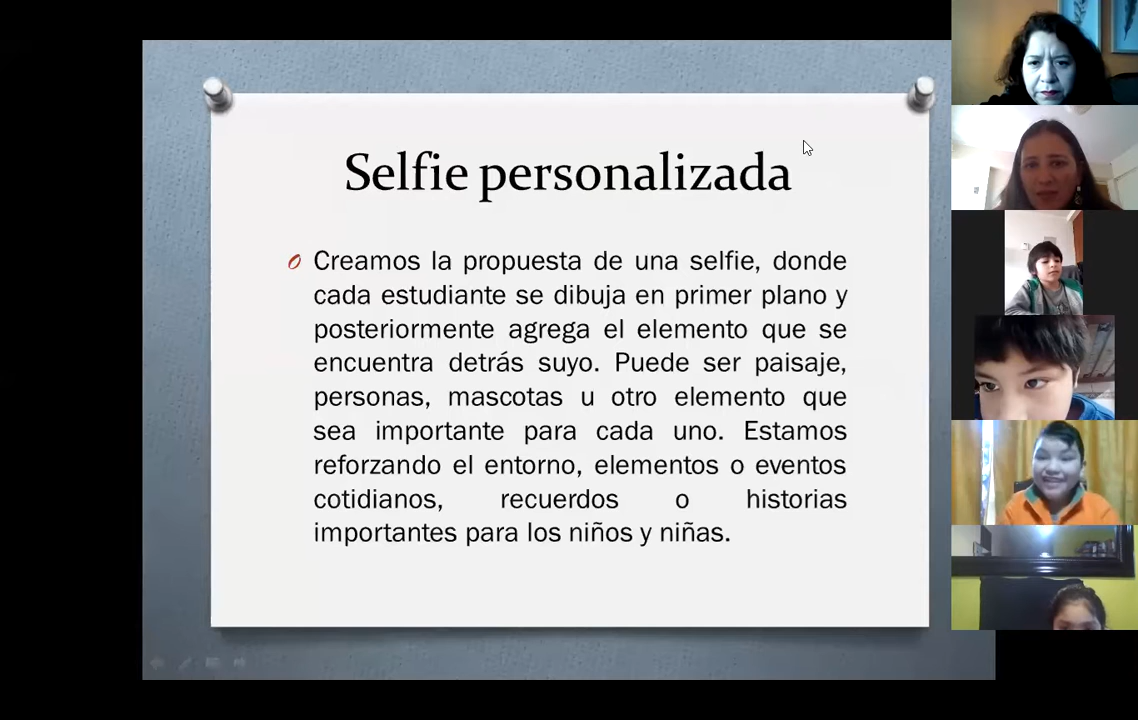 Selfie personalizada
Creamos la propuesta de una selfie, donde
cada estudiante se dibuja en primer plano y
posteriormente agrega el elemento que se
encuentra detrás suyo. Puede ser paisaje,
personas, mascotas u otro elemento que
sea importante para cada uno. Estamos
reforzando el entorno, elementos o eventos
cotidianos, recuerdos o historias
importantes para los niños y niñas.